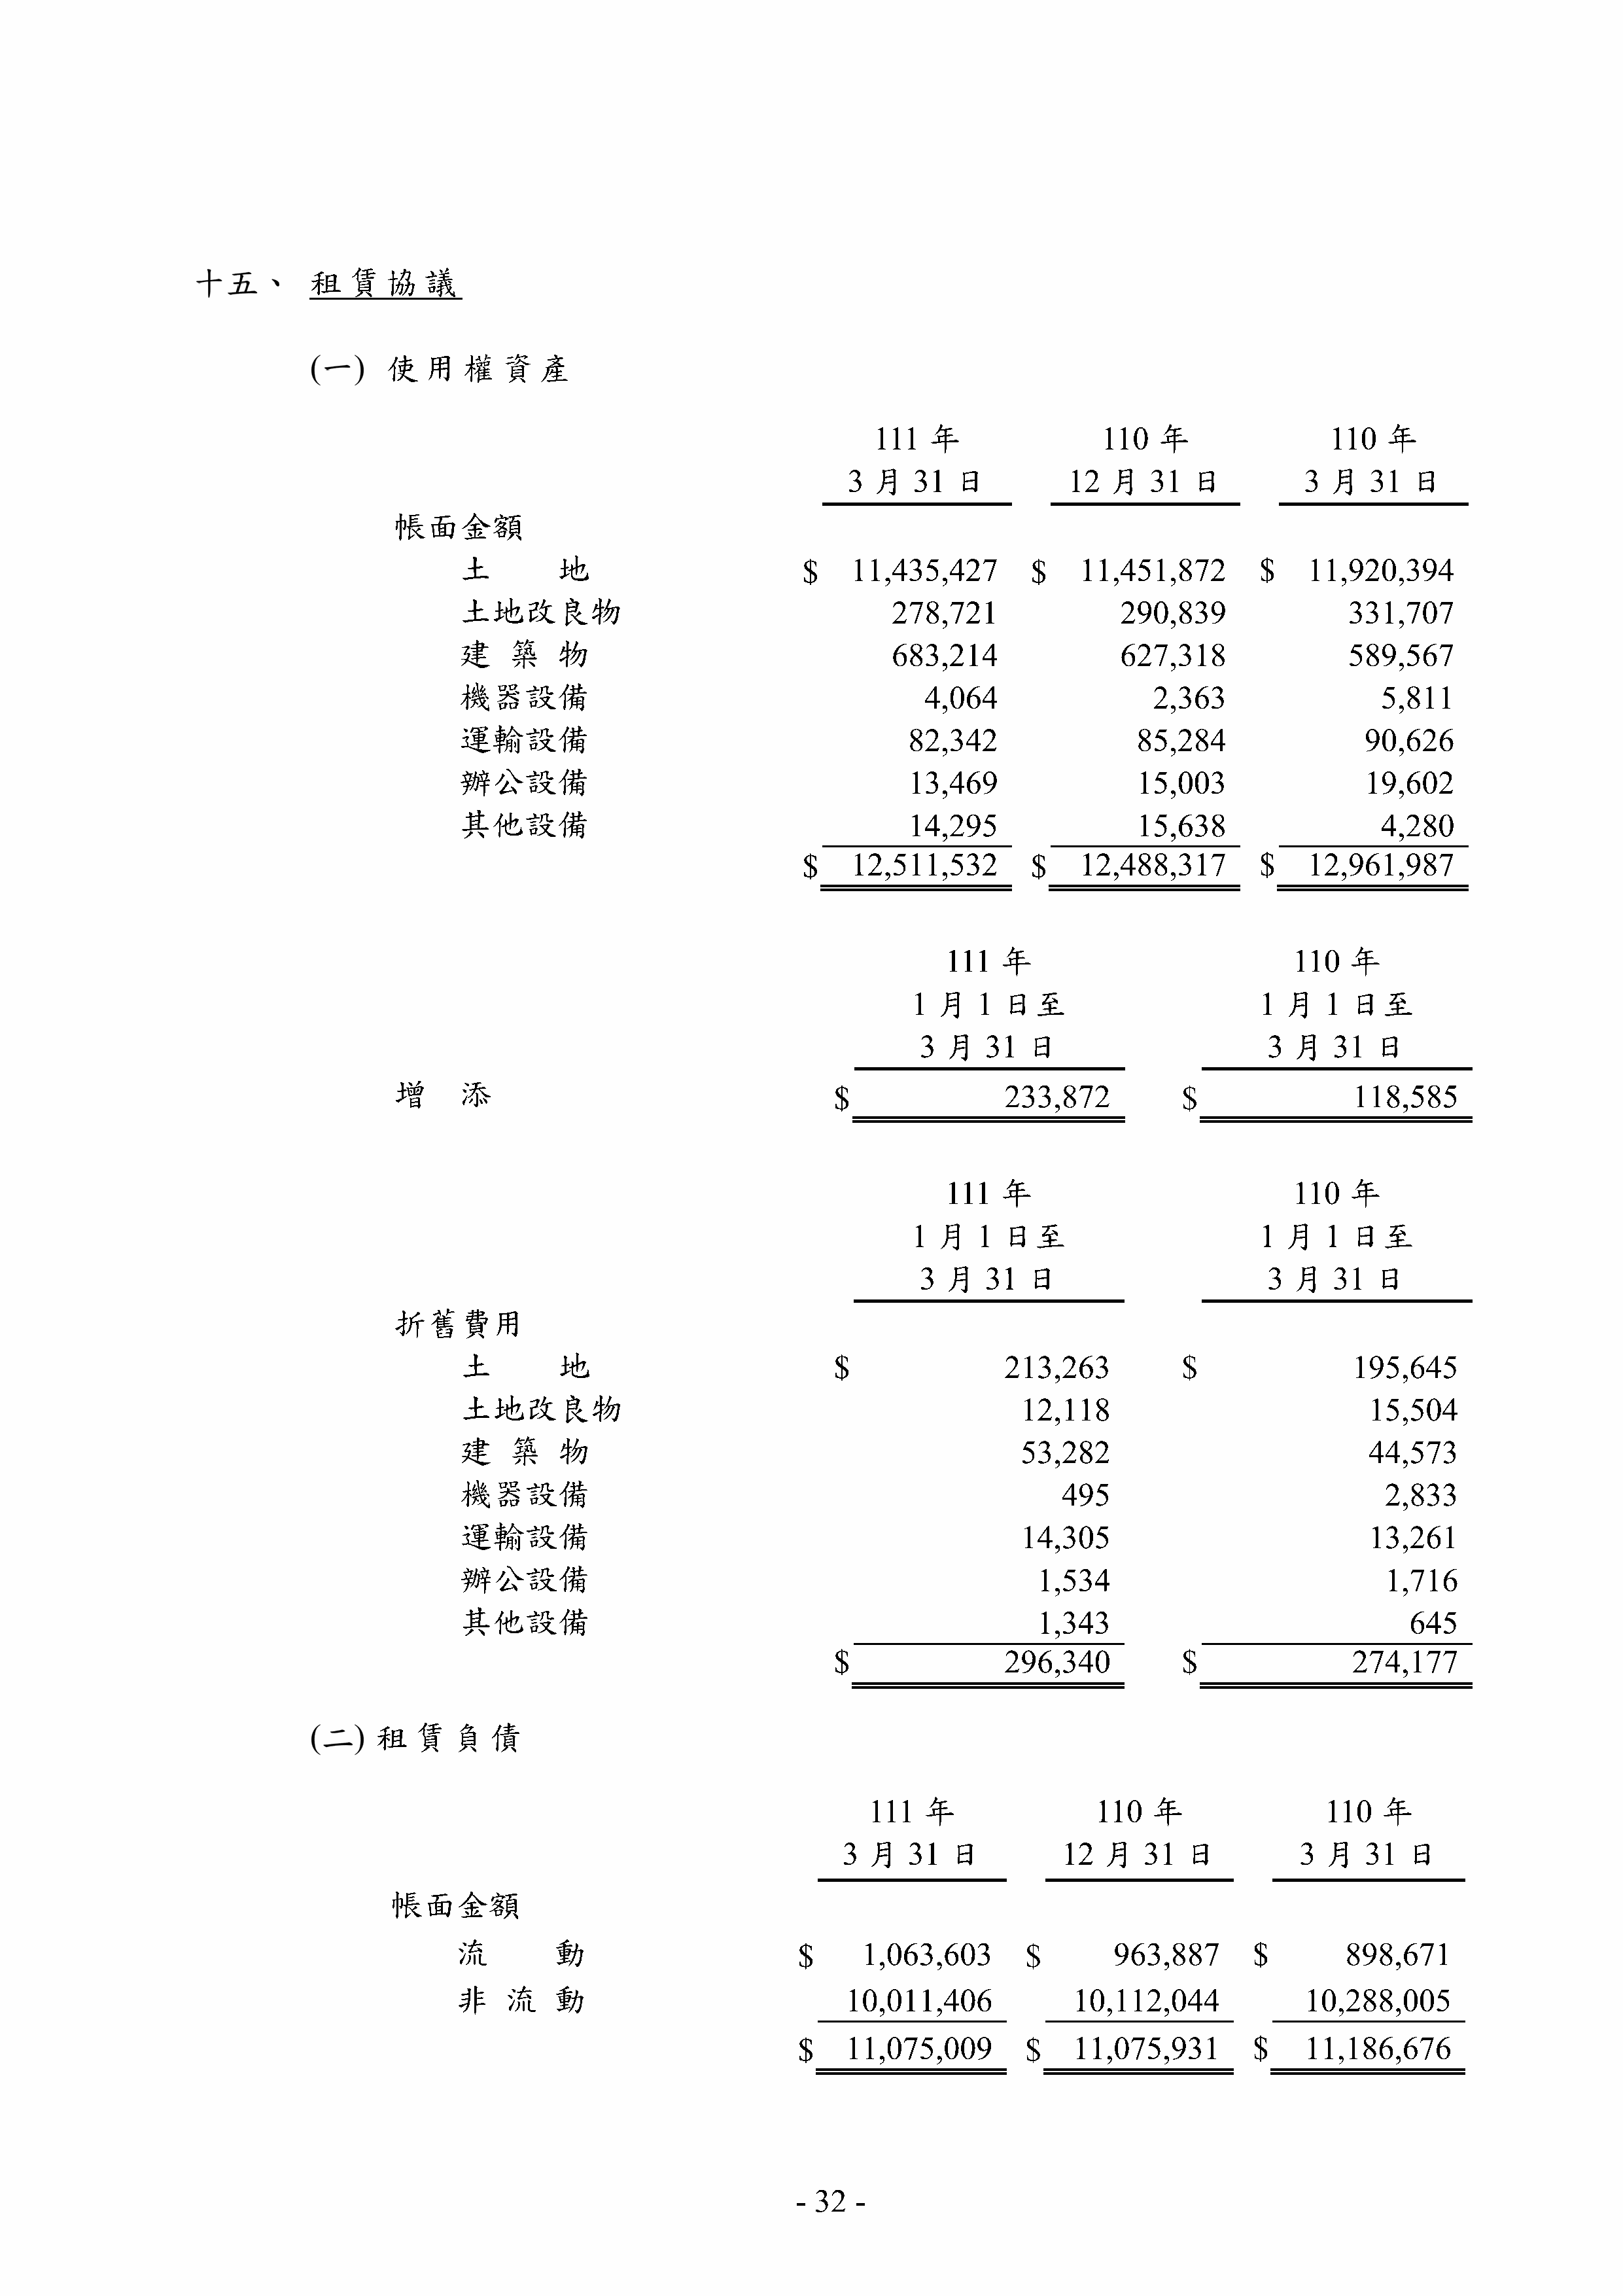 十五、 租賃協議
(一) 使用權資產
111 年 110 年 110 年
3 月 31 日 12 月 31 日 3 月 31 日
帳面金額
土 地 $ 11,435,427 $ 11,451,872 $ 11,920,394
土地改良物 278,721 290,839 331,707
建 築 物 683,214 627,318 589,567
機器設備 4,064 2,363 5,811
運輸設備 82,342 85,284 90,626
辦公設備 13,469 15,003 19,602
其他設備 14,295 15,638 4,280
$ 12,511,532 $ 12,488,317 $ 12,961,987
111 年 110 年
1 月 1 日至 1 月 1 日至
3 月 31 日 3 月 31 日
增 添 $ 233,872 $ 118,585
111 年 110 年
1 月 1 日至 1 月 1 日至
3 月 31 日 3 月 31 日
折舊費用
土 地 $ 213,263 $ 195,645
土地改良物 12,118 15,504
建 築 物 53,282 44,573
機器設備 495 2,833
運輸設備 14,305 13,261
辦公設備 1,534 1,716
其他設備 1,343 645
$ 296,340 $ 274,177
(二) 租賃負債
111 年 110 年 110 年
3 月 31 日 12 月 31 日 3 月 31 日
帳面金額
流 動 $ 1,063,603 $ 963,887 $ 898,671
非 流 動 10,011,406 10,112,044 10,288,005
$ 11,075,009 $ 11,075,931 $ 11,186,676
- 32 -